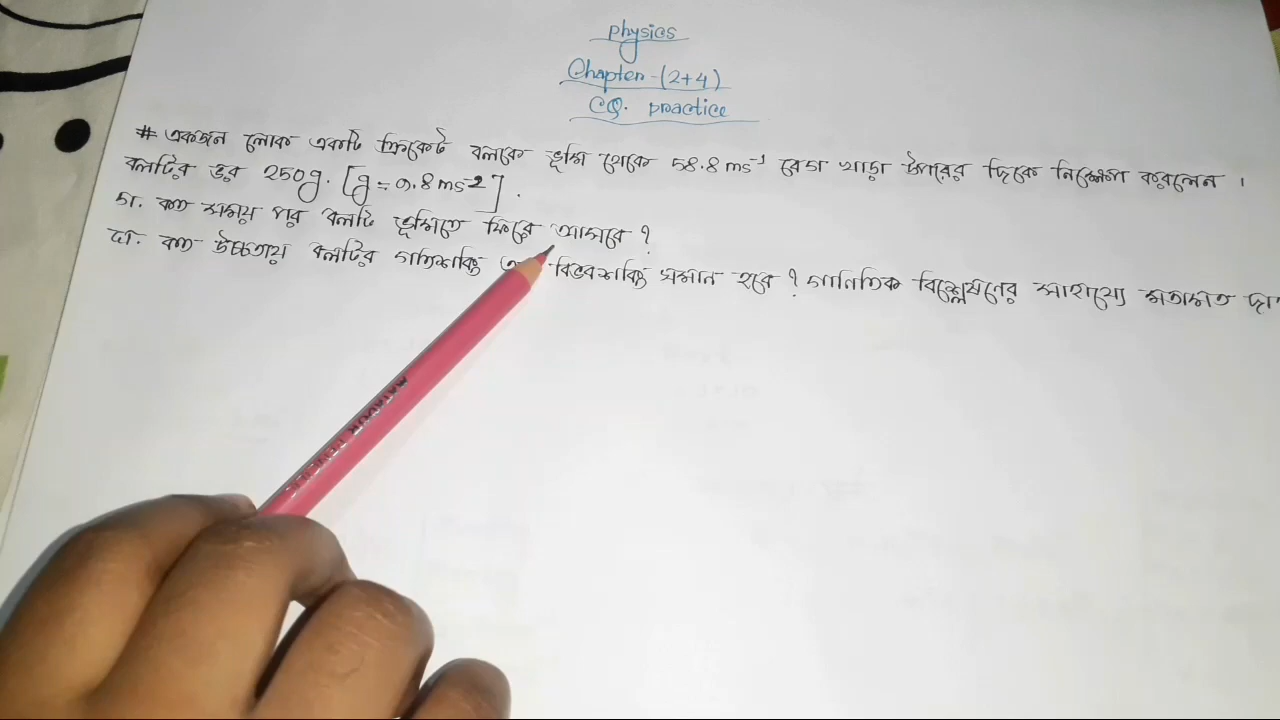 physics
Chapter-(2+4)
CQ. practice
# একজন লোক একটি ক্রিকেট বলকে ভূমি থেকে 58.8 ms⁻¹ বেগে খাড়া উপরের দিকে নিক্ষেপ করলেন ।
বলটির ভর 250g. [g = 9.8 ms-2].
গ. কত সময় পর বলটি ভূমিতে ফিরে আসবে ?
ঘ. কত উচ্চতায় বলটির গতিশক্তি বিভবশক্তি সমান হবে ? গানিতিক বিশ্লেষণের সাহায্যে মতামত